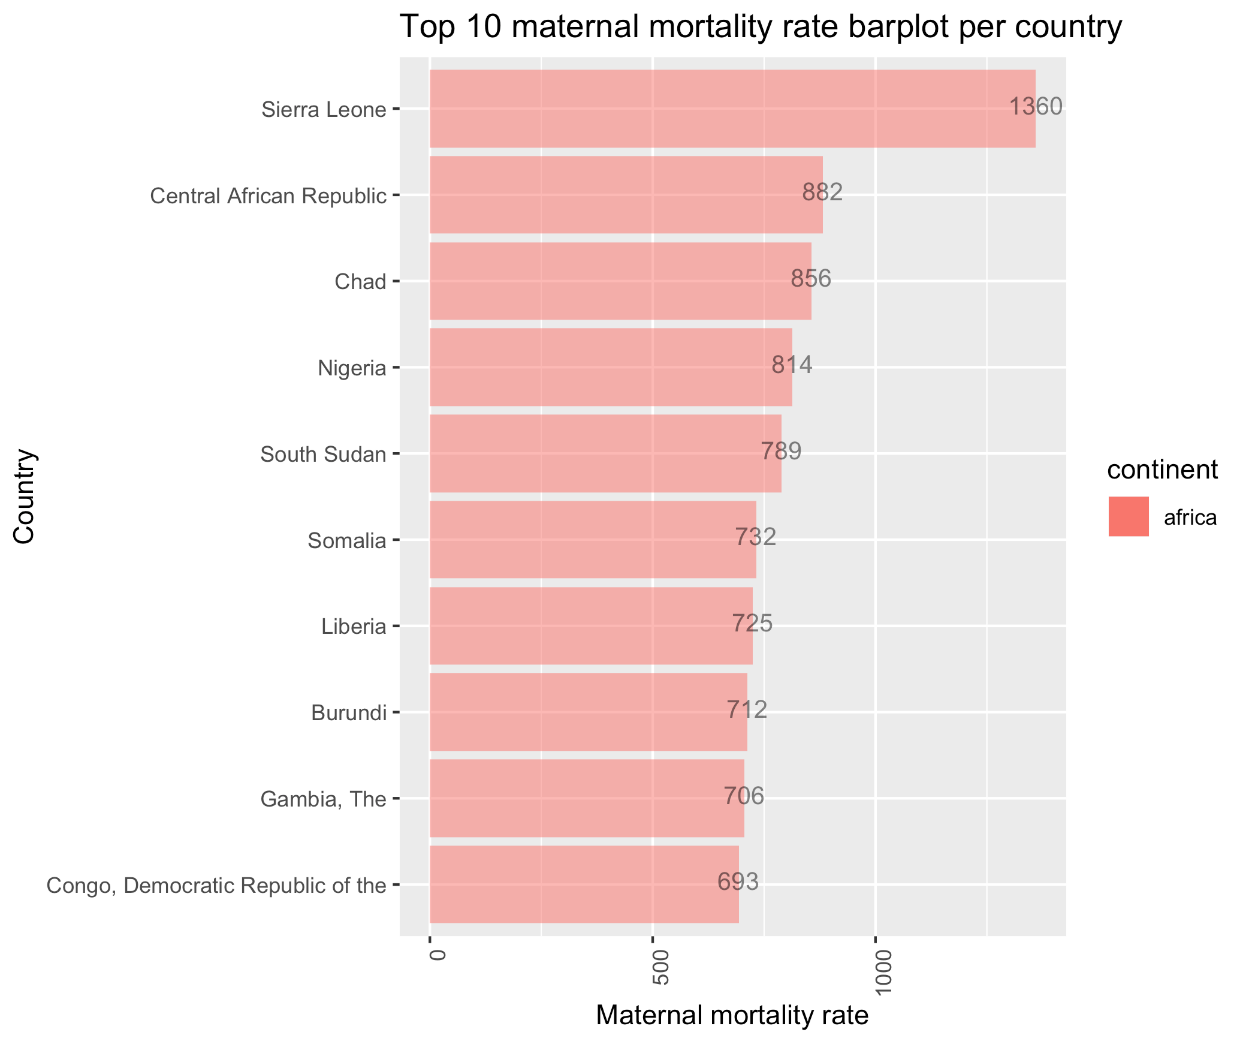 Top 10 maternal mortality rate barplot per country
Sierra Leone 1360
Central African Republic 882
Chad 856
Nigeria 814
South Sudan 789
Somalia 732
Liberia 725
Burundi 712
Gambia, The 706
Congo, Democratic Republic of the 693
Country
0 500 1000
Maternal mortality rate
continent
africa